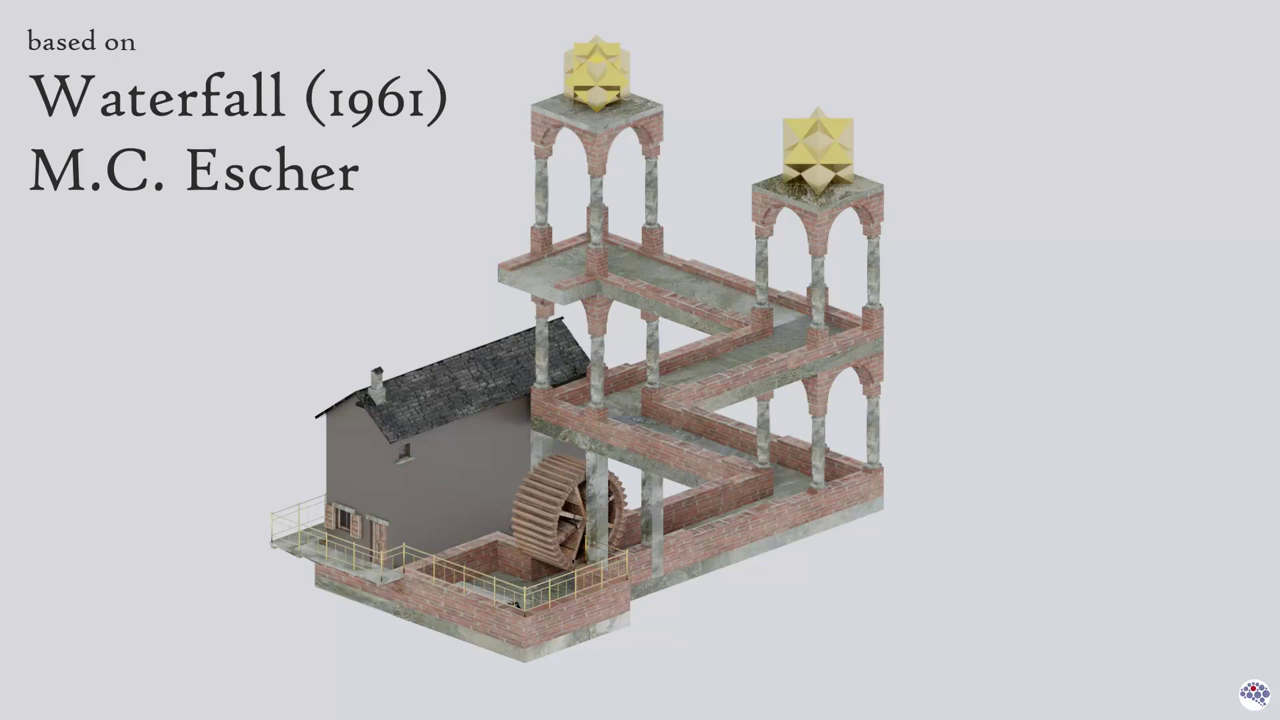 based on
Waterfall (1961)
M.C. Escher